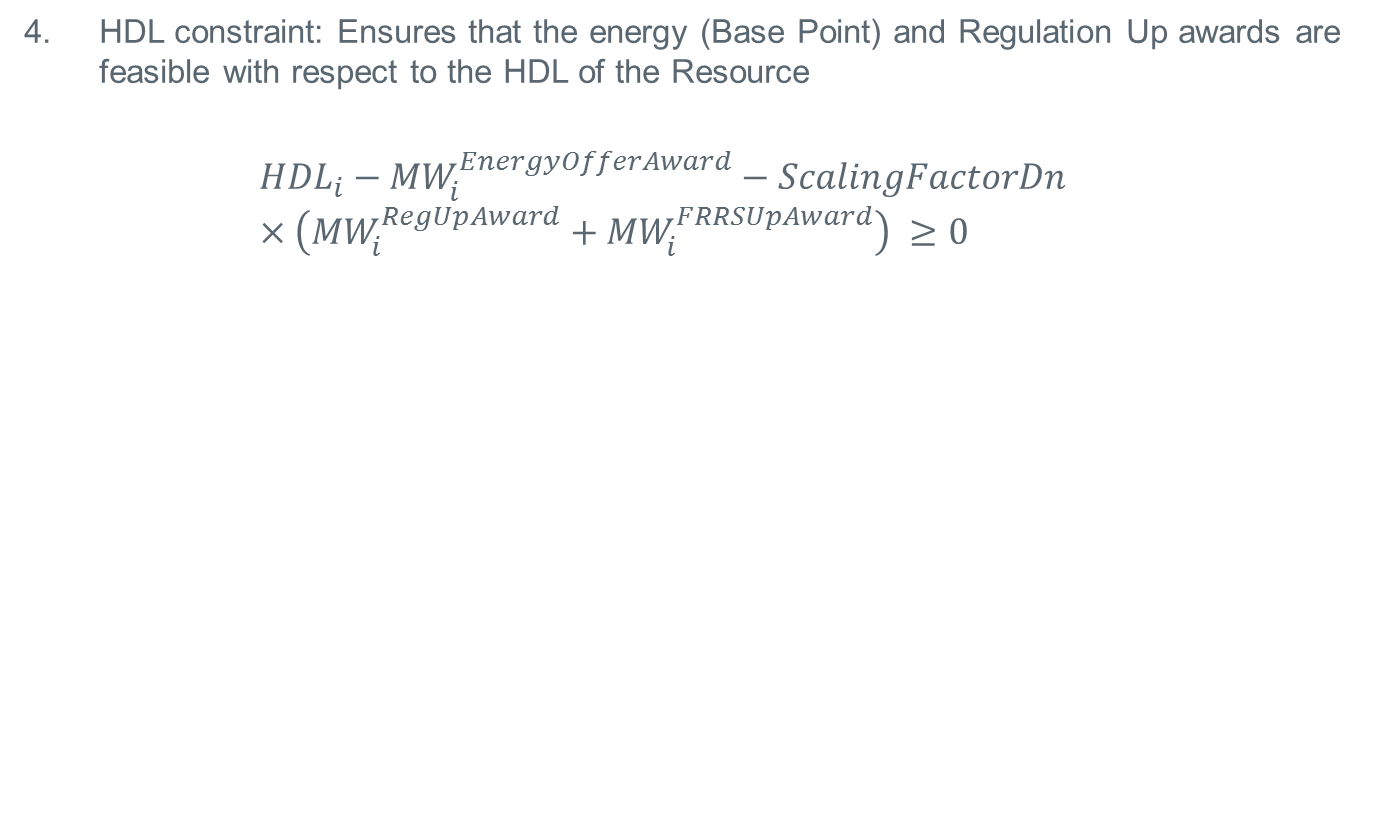 4. HDL constraint: Ensures that the energy (Base Point) and Regulation Up awards are
feasible with respect to the HDL of the Resource
HDL_i − MW_i^EnergyOfferAward − ScalingFactorDn
× (MW_i^RegUpAward + MW_i^FRRSUpAward) ≥ 0